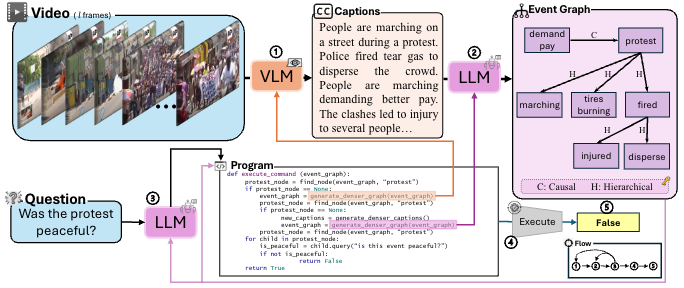 Video ( l frames)
①
VLM
CC Captions
People are marching on
a street during a protest.
Police fired tear gas to
disperse the crowd.
People are marching
demanding better pay.
The clashes led to injury
to several people…
②
LLM
Event Graph
demand
pay
C
protest
H
H
H
marching
tires
burning
fired
H
H
injured
disperse
C: Causal H: Hierarchical
Question
Was the protest
peaceful?
③
LLM
Program
def execute_command (event_graph):
protest_node = find_node(event_graph, "protest")
if protest_node == None:
event_graph = generate_denser_graph(event_graph)
protest_node = find_node(event_graph, "protest")
if protest_node == None:
new_captions = generate_denser_captions()
event_graph = generate_denser_graph(event_graph)
protest_node = find_node(event_graph, "protest")
for child in protest_node:
is_peaceful = child.query("is this event peaceful?")
if not is_peaceful:
return False
return True
④
Execute
⑤
False
Flow
① ② ③ ④ ⑤